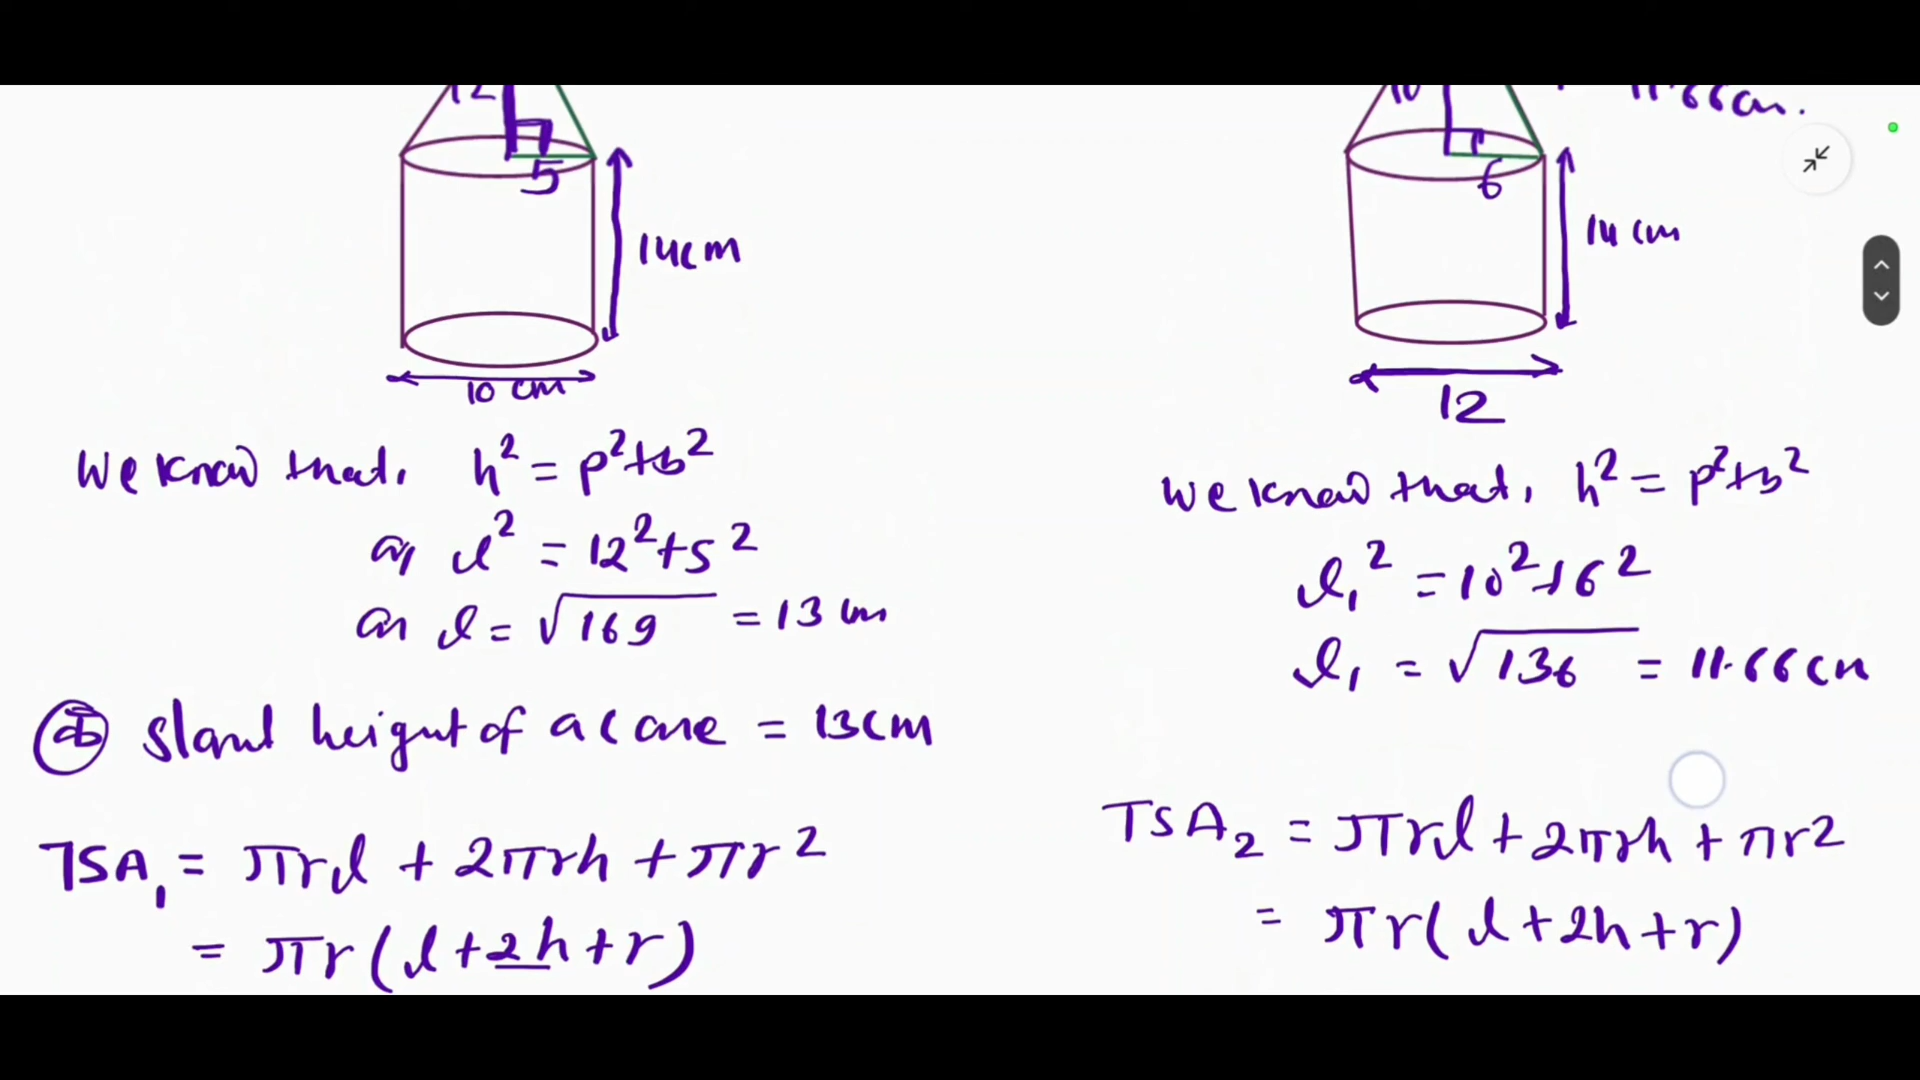 12
5
14cm
10 cm
We know that, h² = p²+b²
or l² = 12²+5²
or l = √169 = 13 cm
slant height of a cone = 13cm
TSA₁ = πrl + 2πrh + πr²
= πr(l+2h+r)
10
11.66cm.
6
14 cm
12
We know that, h² = p²+b²
l₁² = 10²+6²
l₁ = √136 = 11.66cm
TSA₂ = πrl + 2πrh + πr²
= πr(l+2h+r)